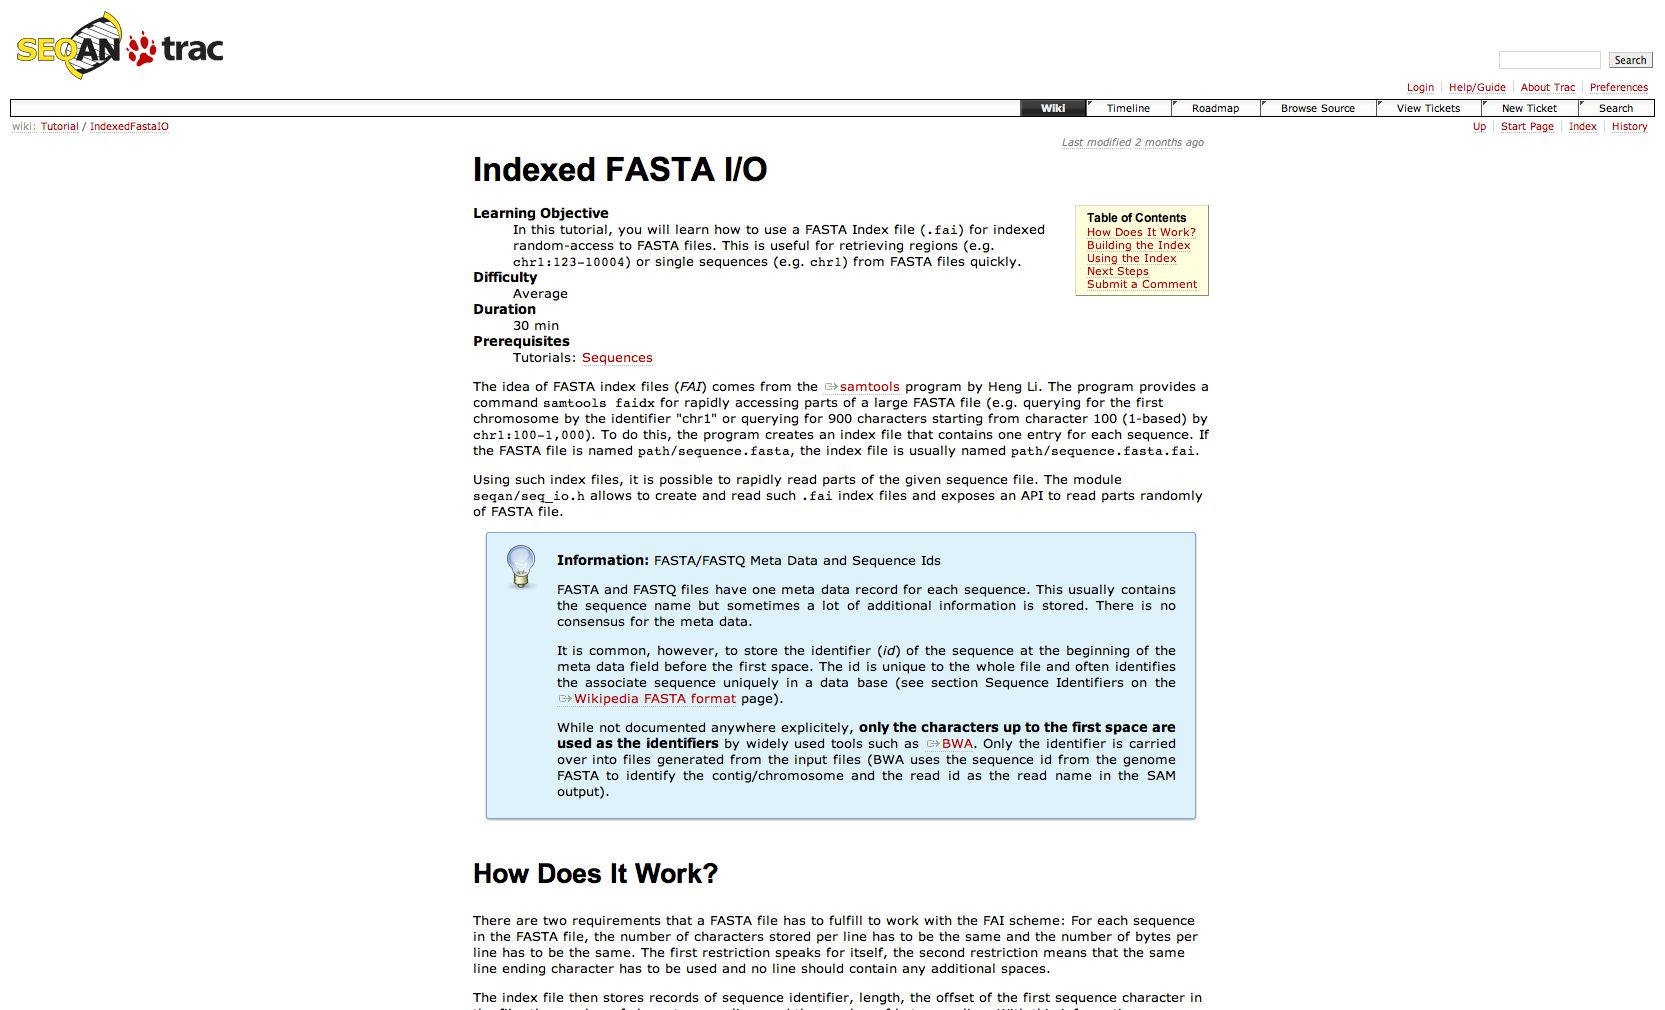 SEQAN trac
Search
Login Help/Guide About Trac Preferences
Wiki Timeline Roadmap Browse Source View Tickets New Ticket Search
wiki: Tutorial / IndexedFastaIO
Up Start Page Index History
Last modified 2 months ago
Indexed FASTA I/O
Learning Objective
In this tutorial, you will learn how to use a FASTA Index file (.fai) for indexed
random-access to FASTA files. This is useful for retrieving regions (e.g.
chr1:123-10004) or single sequences (e.g. chr1) from FASTA files quickly.
Difficulty
Average
Duration
30 min
Prerequisites
Tutorials: Sequences
Table of Contents
How Does It Work?
Building the Index
Using the Index
Next Steps
Submit a Comment
The idea of FASTA index files (FAI) comes from the samtools program by Heng Li. The program provides a
command samtools faidx for rapidly accessing parts of a large FASTA file (e.g. querying for the first
chromosome by the identifier "chr1" or querying for 900 characters starting from character 100 (1-based) by
chr1:100-1,000). To do this, the program creates an index file that contains one entry for each sequence. If
the FASTA file is named path/sequence.fasta, the index file is usually named path/sequence.fasta.fai.
Using such index files, it is possible to rapidly read parts of the given sequence file. The module
seqan/seq_io.h allows to create and read such .fai index files and exposes an API to read parts randomly
of FASTA file.
Information: FASTA/FASTQ Meta Data and Sequence Ids
FASTA and FASTQ files have one meta data record for each sequence. This usually contains
the sequence name but sometimes a lot of additional information is stored. There is no
consensus for the meta data.
It is common, however, to store the identifier (id) of the sequence at the beginning of the
meta data field before the first space. The id is unique to the whole file and often identifies
the associate sequence uniquely in a data base (see section Sequence Identifiers on the
Wikipedia FASTA format page).
While not documented anywhere explicitely, only the characters up to the first space are
used as the identifiers by widely used tools such as BWA. Only the identifier is carried
over into files generated from the input files (BWA uses the sequence id from the genome
FASTA to identify the contig/chromosome and the read id as the read name in the SAM
output).
How Does It Work?
There are two requirements that a FASTA file has to fulfill to work with the FAI scheme: For each sequence
in the FASTA file, the number of characters stored per line has to be the same and the number of bytes per
line has to be the same. The first restriction speaks for itself, the second restriction means that the same
line ending character has to be used and no line should contain any additional spaces.
The index file then stores records of sequence identifier, length, the offset of the first sequence character in